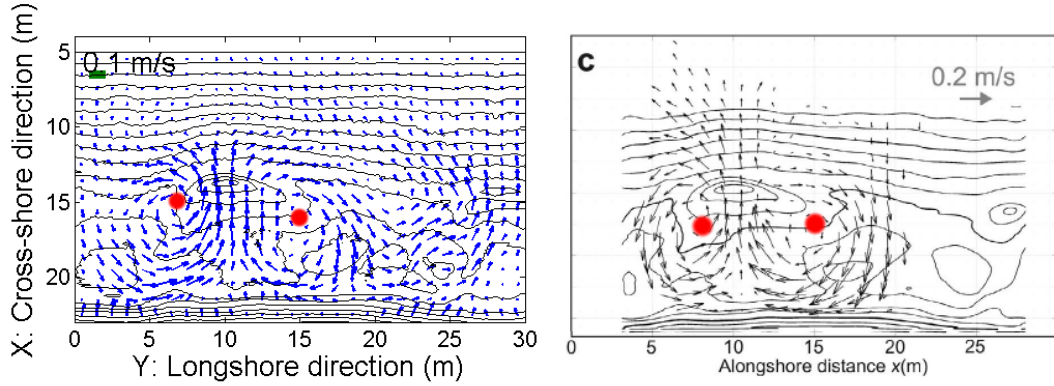 X: Cross-shore direction (m)
5
10
15
20
0.1 m/s
0 5 10 15 20 25 30
Y: Longshore direction (m)
c
0.2 m/s
0 5 10 15 20 25
Alongshore distance x(m)